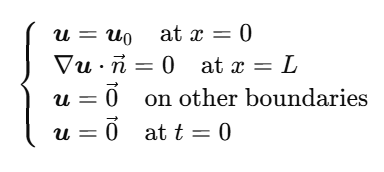 𝒖 = 𝒖₀ at x = 0
∇𝒖 · n⃗ = 0 at x = L
𝒖 = 0⃗ on other boundaries
𝒖 = 0⃗ at t = 0